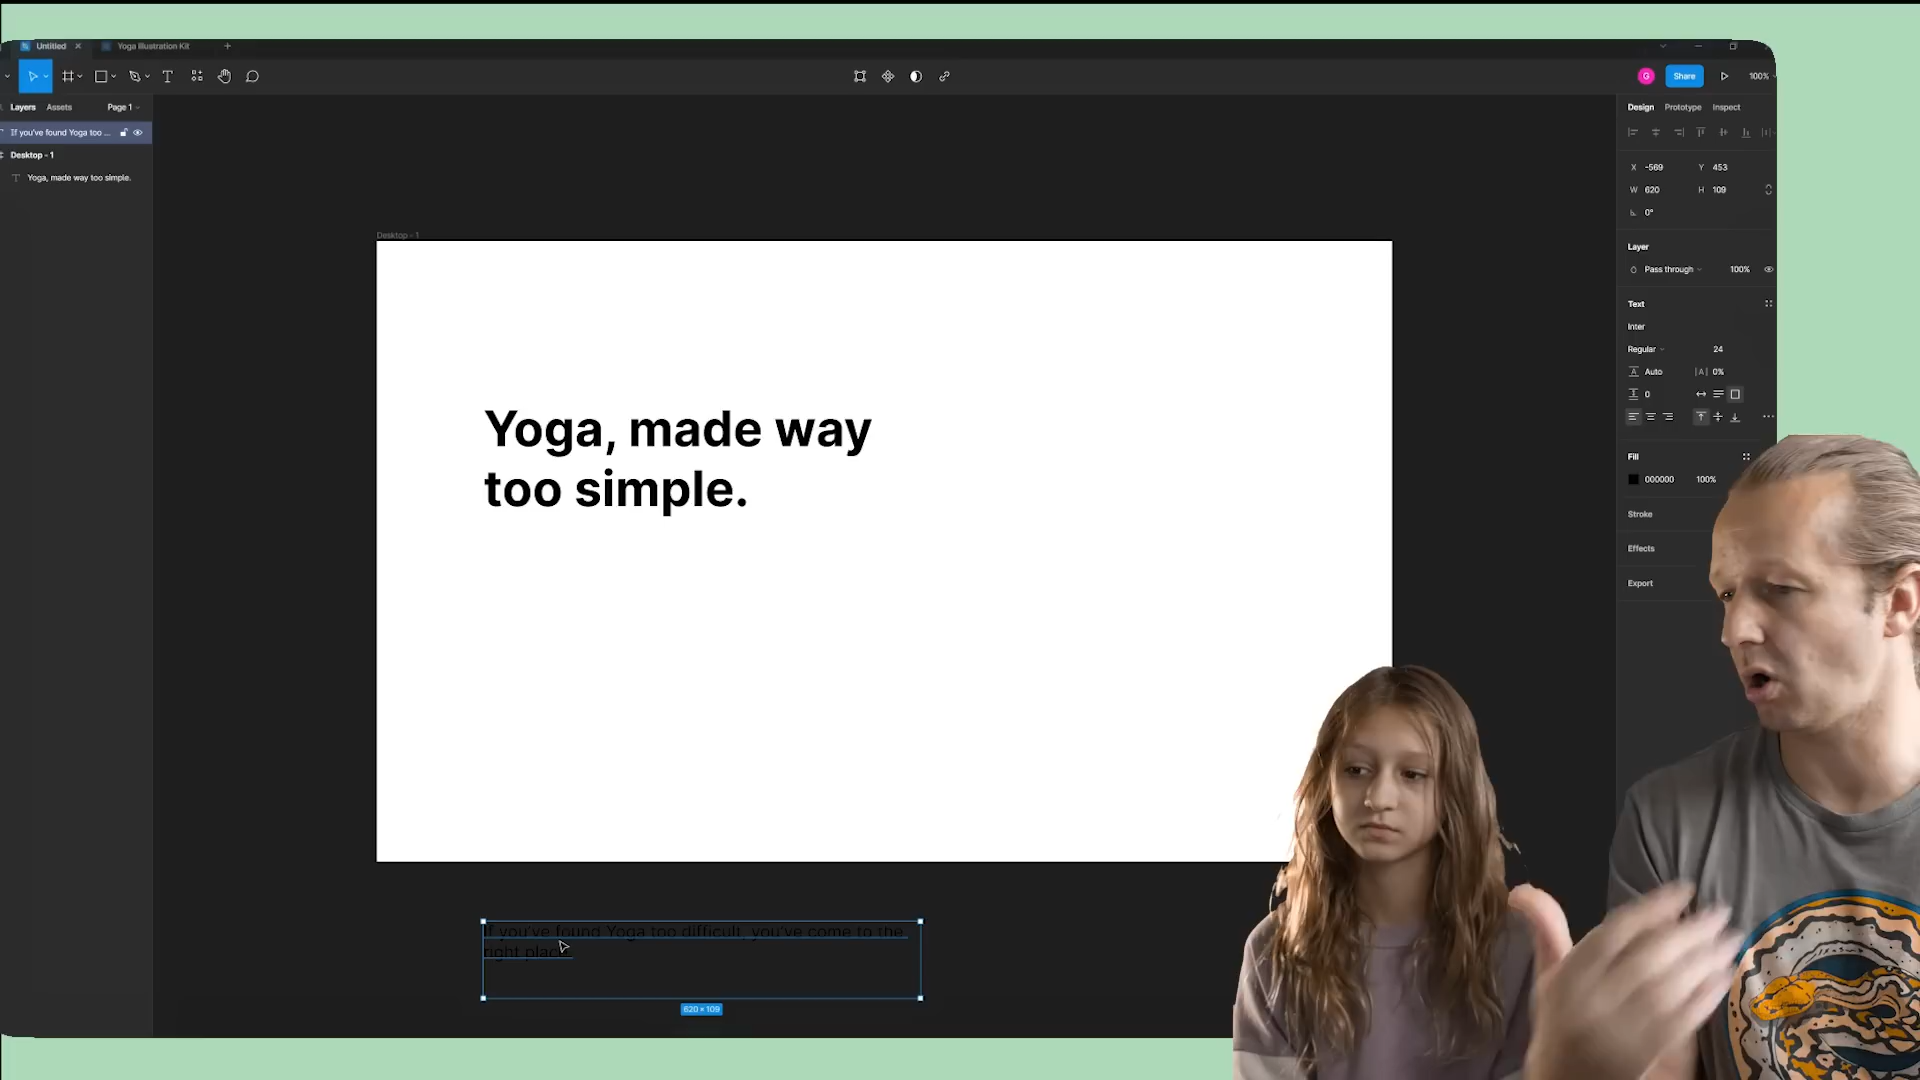 Untitled
Yoga Illustration Kit
G
Share
100%
Layers
Assets
Page 1
If you've found Yoga too ...
Desktop - 1
Yoga, made way too simple.
Desktop - 1
Yoga, made way
too simple.
If you've found Yoga too difficult, you've come to the
right place.
620 × 109
Design
Prototype
Inspect
X -569 Y 453
W 620 H 109
0°
Layer
Pass through 100%
Text
Inter
Regular 24
Auto |A| 0%
0
Fill
000000 100%
Stroke
Effects
Export